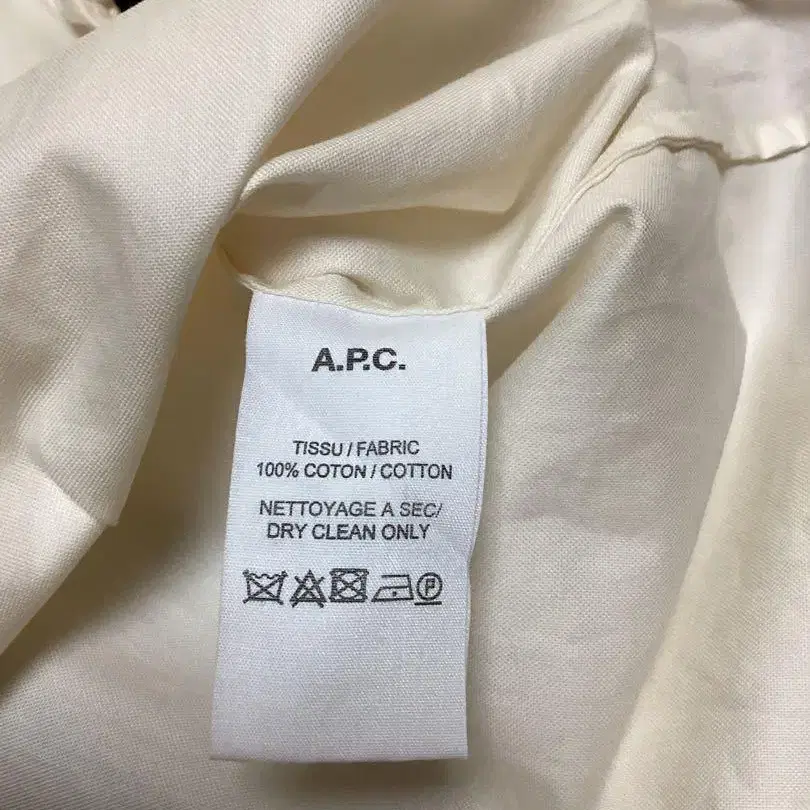 A.P.C.
TISSU / FABRIC
100% COTON / COTTON
NETTOYAGE A SEC/
DRY CLEAN ONLY
P